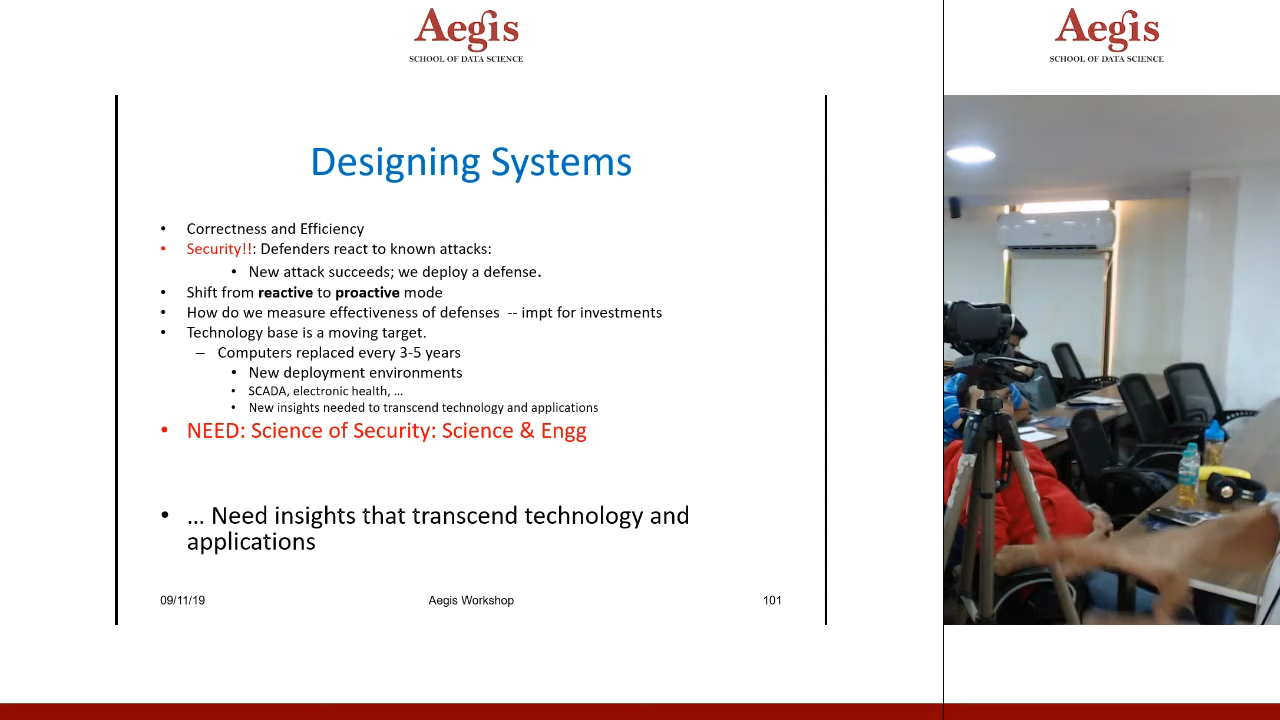 Aegis
SCHOOL OF DATA SCIENCE
Aegis
SCHOOL OF DATA SCIENCE
Designing Systems
• Correctness and Efficiency
• Security!!: Defenders react to known attacks:
• New attack succeeds; we deploy a defense.
• Shift from reactive to proactive mode
• How do we measure effectiveness of defenses -- impt for investments
• Technology base is a moving target.
– Computers replaced every 3-5 years
• New deployment environments
• SCADA, electronic health, …
• New insights needed to transcend technology and applications
• NEED: Science of Security: Science & Engg
• … Need insights that transcend technology and
applications
09/11/19
Aegis Workshop
101